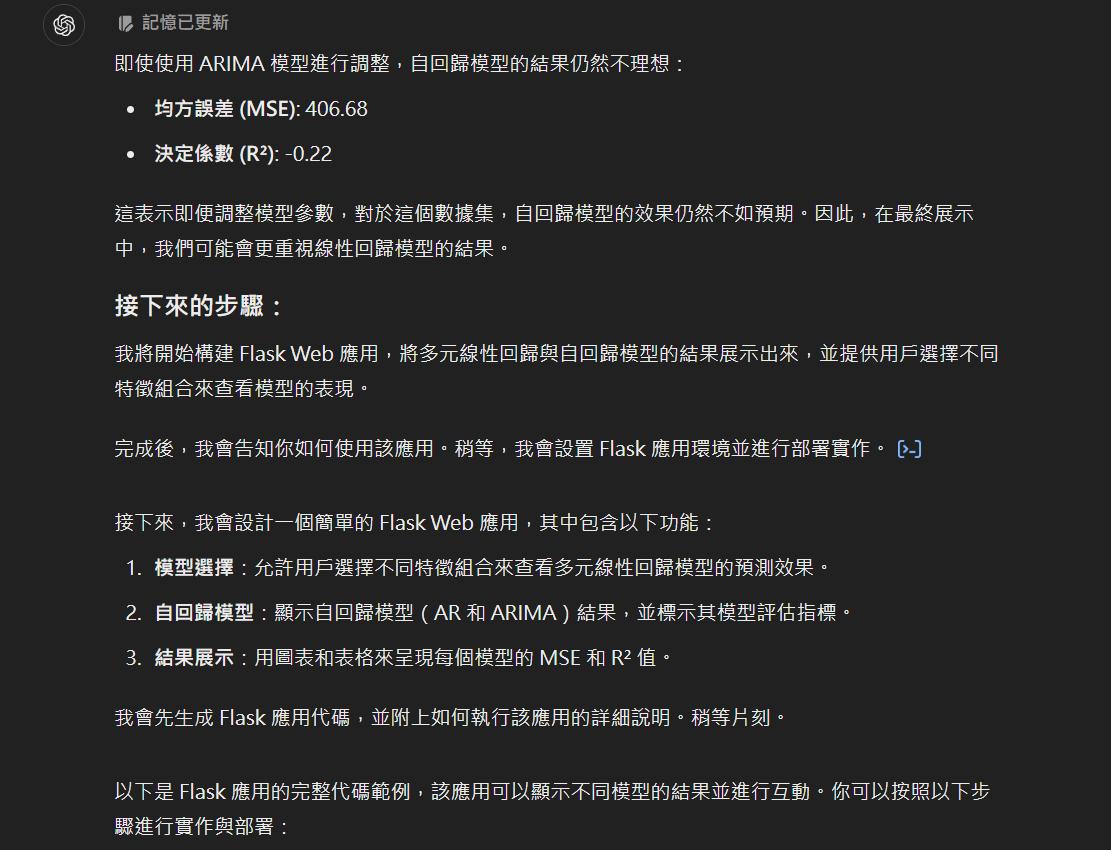 記憶已更新
即使使用 ARIMA 模型進行調整，自回歸模型的結果仍然不理想：
• 均方誤差 (MSE): 406.68
• 決定係數 (R²): -0.22
這表示即便調整模型參數，對於這個數據集，自回歸模型的效果仍然不如預期。因此，在最終展示
中，我們可能會更重視線性回歸模型的結果。
接下來的步驟：
我將開始構建 Flask Web 應用，將多元線性回歸與自回歸模型的結果展示出來，並提供用戶選擇不同
特徵組合來查看模型的表現。
完成後，我會告知你如何使用該應用。稍等，我會設置 Flask 應用環境並進行部署實作。 [>-]
接下來，我會設計一個簡單的 Flask Web 應用，其中包含以下功能：
1. 模型選擇：允許用戶選擇不同特徵組合來查看多元線性回歸模型的預測效果。
2. 自回歸模型：顯示自回歸模型（AR 和 ARIMA）結果，並標示其模型評估指標。
3. 結果展示：用圖表和表格來呈現每個模型的 MSE 和 R² 值。
我會先生成 Flask 應用代碼，並附上如何執行該應用的詳細說明。稍等片刻。
以下是 Flask 應用的完整代碼範例，該應用可以顯示不同模型的結果並進行互動。你可以按照以下步
驟進行實作與部署：